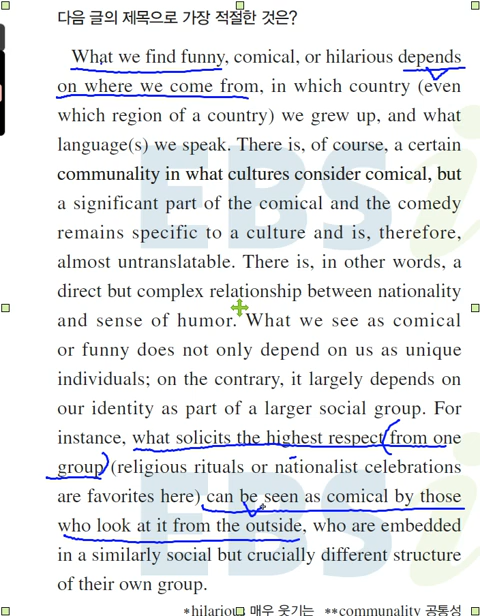 다음 글의 제목으로 가장 적절한 것은?
What we find funny, comical, or hilarious depends
on where we come from, in which country (even
which region of a country) we grew up, and what
language(s) we speak. There is, of course, a certain
communality in what cultures consider comical, but
a significant part of the comical and the comedy
remains specific to a culture and is, therefore,
almost untranslatable. There is, in other words, a
direct but complex relationship between nationality
and sense of humor. What we see as comical
or funny does not only depend on us as unique
individuals; on the contrary, it largely depends on
our identity as part of a larger social group. For
instance, what solicits the highest respect from one
group (religious rituals or nationalist celebrations
are favorites here) can be seen as comical by those
who look at it from the outside, who are embedded
in a similarly social but crucially different structure
of their own group.
*hilarious 매우 웃기는 **communality 공통성
EBSi
EBSi